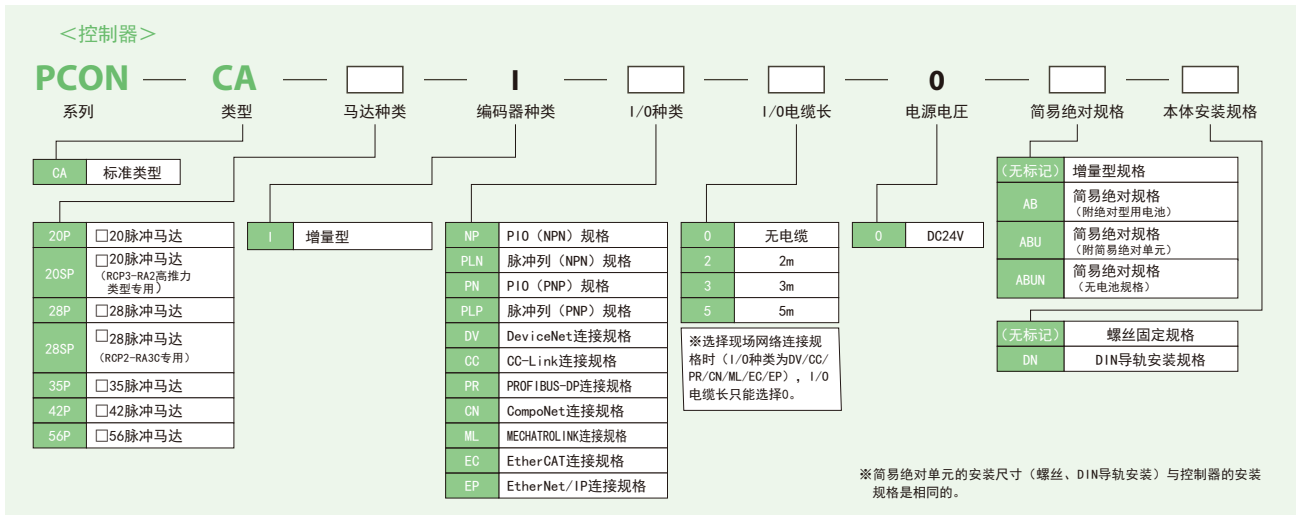 ＜控制器＞
PCON — CA — □ — I — □ — □ — 0 — □ — □
系列 类型 马达种类 编码器种类 I/O种类 I/O电缆长 电源电压 简易绝对规格 本体安装规格
CA 标准类型
20P □20脉冲马达
20SP □20脉冲马达
（RCP3-RA2高推力
类型专用）
28P □28脉冲马达
28SP □28脉冲马达
（RCP2-RA3C专用）
35P □35脉冲马达
42P □42脉冲马达
56P □56脉冲马达
I 增量型
NP PIO（NPN）规格
PLN 脉冲列（NPN）规格
PN PIO（PNP）规格
PLP 脉冲列（PNP）规格
DV DeviceNet连接规格
CC CC-Link连接规格
PR PROFIBUS-DP连接规格
CN CompoNet连接规格
ML MECHATROLINK连接规格
EC EtherCAT连接规格
EP EtherNet/IP连接规格
0 无电缆
2 2m
3 3m
5 5m
※选择现场网络连接规
格时（I/O种类为DV/CC/
PR/CN/ML/EC/EP），I/O
电缆长只能选择0。
0 DC24V
（无标记） 增量型规格
AB 简易绝对规格
（附绝对型用电池）
ABU 简易绝对规格
（附简易绝对单元）
ABUN 简易绝对规格
（无电池规格）
（无标记） 螺丝固定规格
DN DIN导轨安装规格
※简易绝对单元的安装尺寸（螺丝、DIN导轨安装）与控制器的安装
规格是相同的。